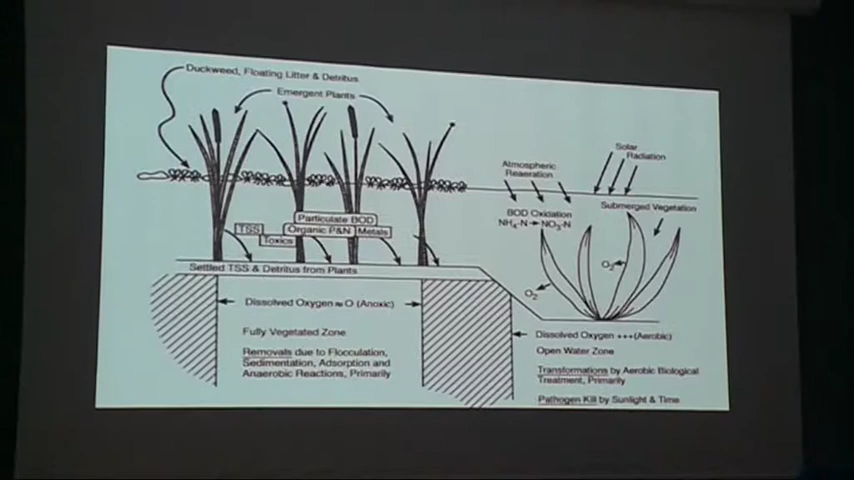 Duckweed, Floating Litter & Detritus
Emergent Plants
Atmospheric
Reaeration
Solar
Radiation
BOD Oxidation
NH₄-N → NO₃-N
Submerged Vegetation
Particulate BOD
TSS
Organic P&N
Metals
Toxics
O₂
O₂
Settled TSS & Detritus from Plants
Dissolved Oxygen ≈ O (Anoxic)
Fully Vegetated Zone
Removals due to Flocculation,
Sedimentation, Adsorption and
Anaerobic Reactions, Primarily
Dissolved Oxygen +++(Aerobic)
Open Water Zone
Transformations by Aerobic Biological
Treatment, Primarily
Pathogen Kill by Sunlight & Time